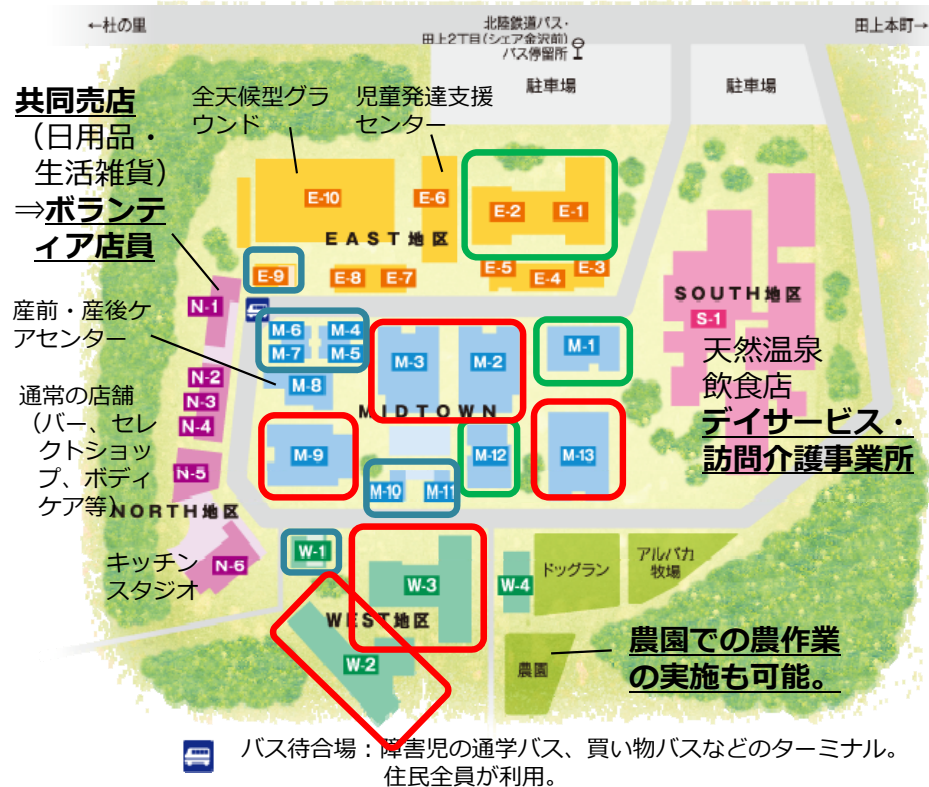 ←杜の里
北陸鉄道バス・
田上2丁目(シェア金沢前)
バス停留所
田上本町→
駐車場
駐車場
共同売店
(日用品・
生活雑貨)
⇒ボランテ
ィア店員
全天候型グラ
ウンド
児童発達支援
センター
E-10
E-6
E-2
E-1
EAST地区
E-9
E-8
E-7
E-5
E-4
E-3
SOUTH地区
S-1
天然温泉
飲食店
デイサービス・
訪問介護事業所
N-1
産前・産後ケ
アセンター
M-6
M-4
M-7
M-5
M-3
M-2
M-1
M-8
MIDTOWN
N-2
N-3
N-4
N-5
通常の店舗
(バー、セレ
クトショッ
プ、ボディ
ケア等)
NORTH地区
M-9
M-12
M-13
M-10
M-11
キッチン
スタジオ
N-6
W-1
W-3
W-4
ドッグラン
アルパカ
牧場
WEST地区
W-2
農園
農園での農作業
の実施も可能。
バス待合場:障害児の通学バス、買い物バスなどのターミナル。
住民全員が利用。